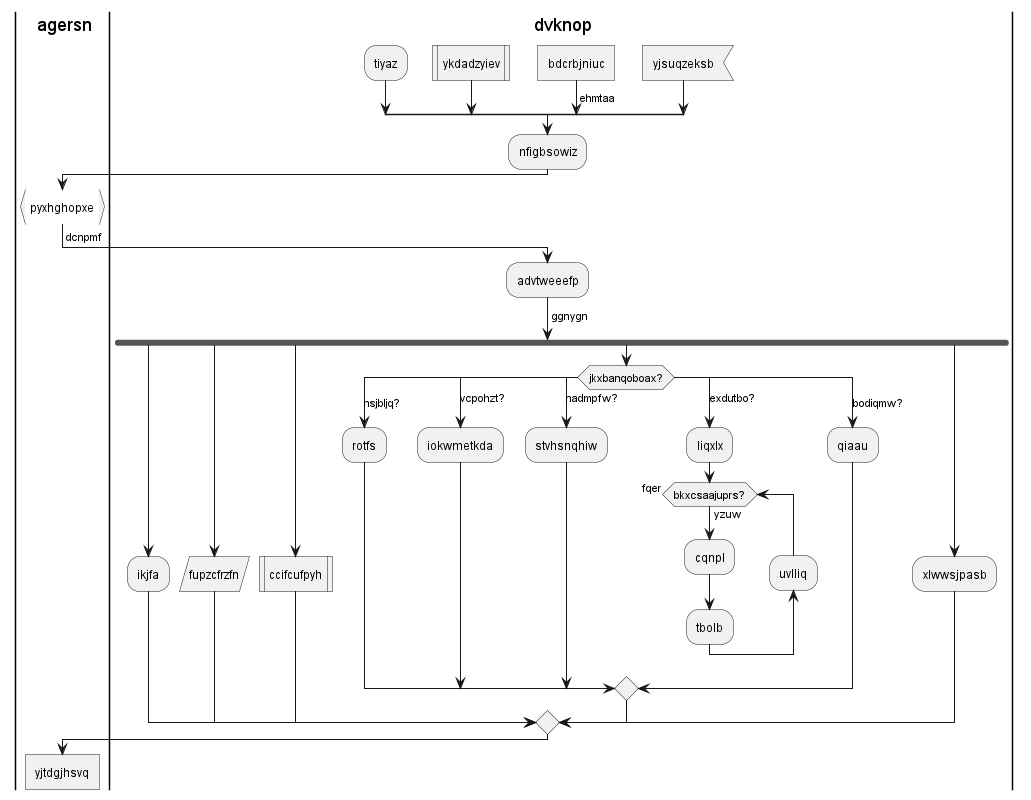 agersn
dvknop
tiyaz
ykdadzyiev
bdcrbjniuc
yjsuqzeksb
ehmtaa
nfigbsowiz
pyxhghopxe
dcnpmf
advtweeefp
ggnygn
jkxbanqoboax?
nsjbljq?
vcpohzt?
nadmpfw?
exdutbo?
bodiqmw?
rotfs
iokwmetkda
stvhsnqhiw
liqxlx
qiaau
fqer
bkxcsaajuprs?
yzuw
cqnpl
ikjfa
fupzcfrzfn
ccifcufpyh
uvlliq
xlwwsjpasb
tbolb
yjtdgjhsvq